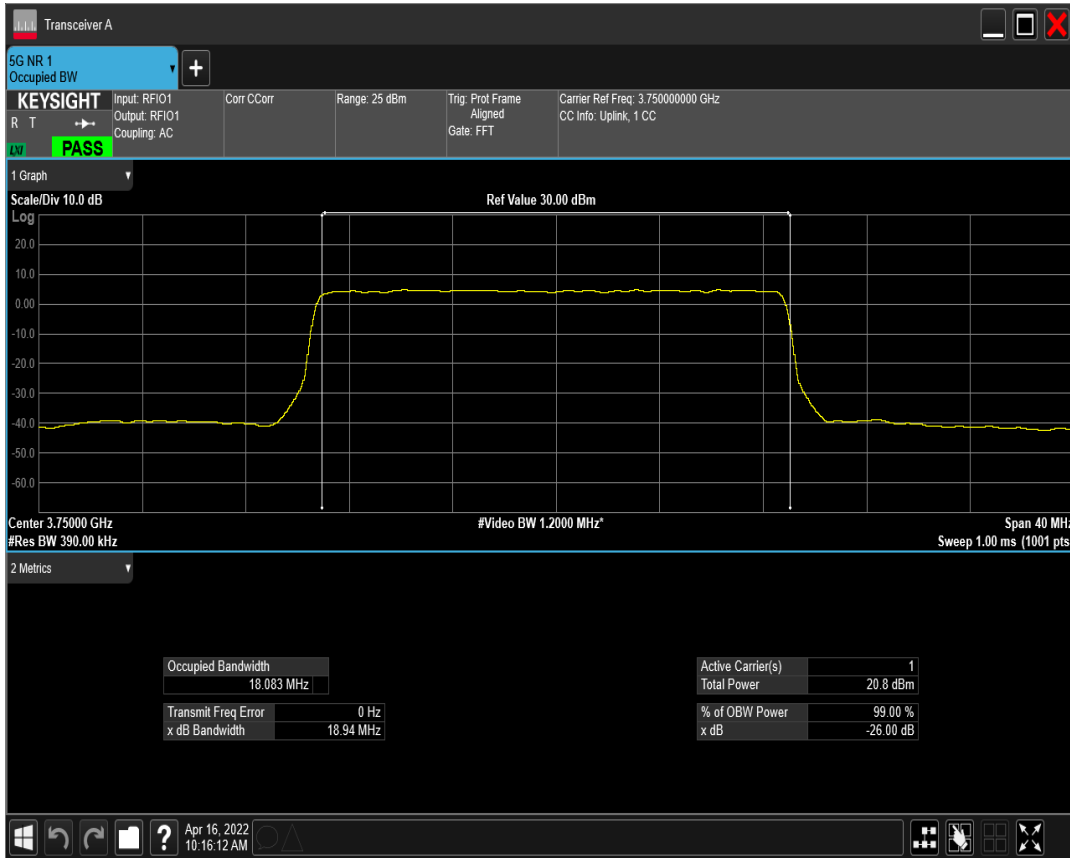 Transceiver A
5G NR 1
Occupied BW
+
KEYSIGHT
R T
LXI
PASS
Input: RFIO1
Output: RFIO1
Coupling: AC
Corr CCorr
Range: 25 dBm
Trig: Prot Frame
Aligned
Gate: FFT
Carrier Ref Freq: 3.750000000 GHz
CC Info: Uplink, 1 CC
1 Graph
Scale/Div 10.0 dB
Ref Value 30.00 dBm
Log
20.0
10.0
0.00
-10.0
-20.0
-30.0
-40.0
-50.0
-60.0
Center 3.75000 GHz
#Video BW 1.2000 MHz*
Span 40 MHz
#Res BW 390.00 kHz
Sweep 1.00 ms (1001 pts
2 Metrics
Occupied Bandwidth
18.083 MHz
Transmit Freq Error 0 Hz
x dB Bandwidth 18.94 MHz
Active Carrier(s) 1
Total Power 20.8 dBm
% of OBW Power 99.00 %
x dB -26.00 dB
?
Apr 16, 2022
10:16:12 AM